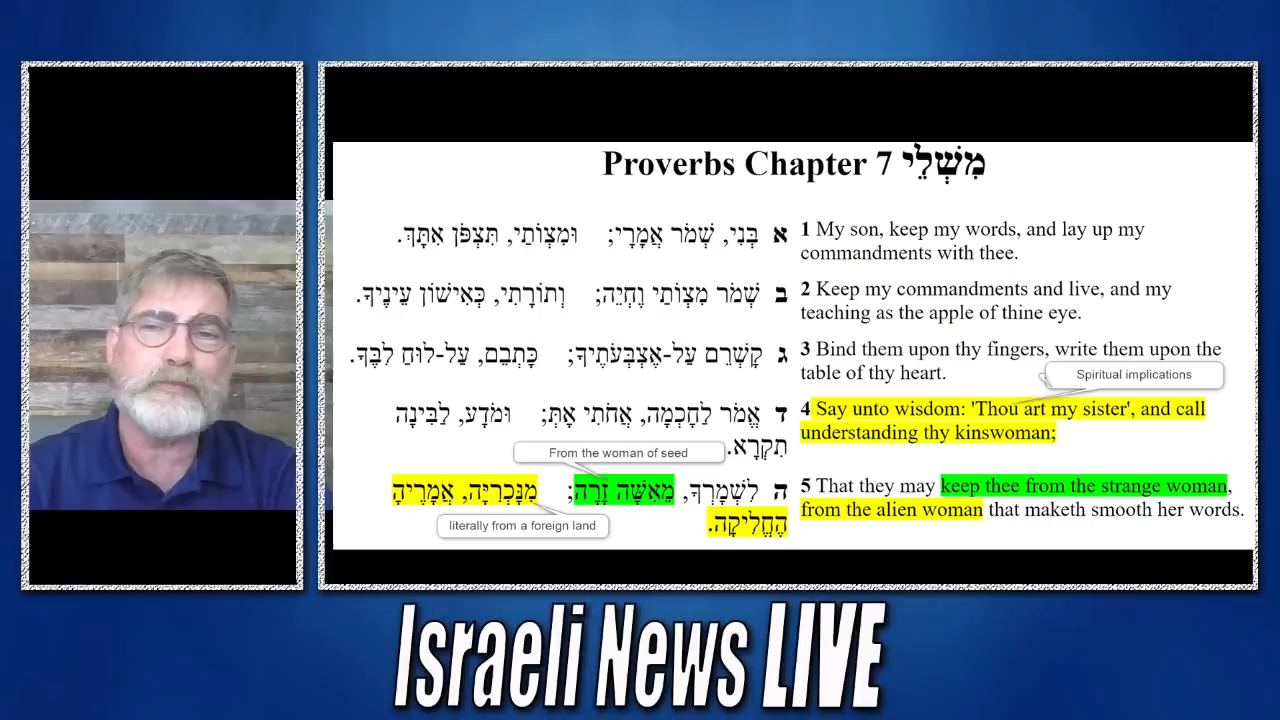 Proverbs Chapter 7 מִשְׁלֵי
א בְּנִי, שְׁמֹר אֲמָרָי; וּמִצְוֺתַי, תִּצְפֹּן אִתָּךְ.
1 My son, keep my words, and lay up my
commandments with thee.
ב שְׁמֹר מִצְוֺתַי וֶחְיֵה; וְתוֹרָתִי, כְּאִישׁוֹן עֵינֶיךָ.
2 Keep my commandments and live, and my
teaching as the apple of thine eye.
ג קָשְׁרֵם עַל-אֶצְבְּעֹתֶיךָ; כָּתְבֵם, עַל-לוּחַ לִבֶּךָ.
3 Bind them upon thy fingers, write them upon the
table of thy heart.
Spiritual implications
ד אֱמֹר לַחָכְמָה, אֲחֹתִי אָתְּ; וּמֹדָע, לַבִּינָה
תִקְרָא.
4 Say unto wisdom: 'Thou art my sister', and call
understanding thy kinswoman;
From the woman of seed
ה לִשְׁמָרְךָ, מֵאִשָּׁה זָרָה; מִנָּכְרִיָּה, אֲמָרֶיהָ
הֶחֱלִיקָה.
literally from a foreign land
5 That they may keep thee from the strange woman,
from the alien woman that maketh smooth her words.
Israeli News LIVE